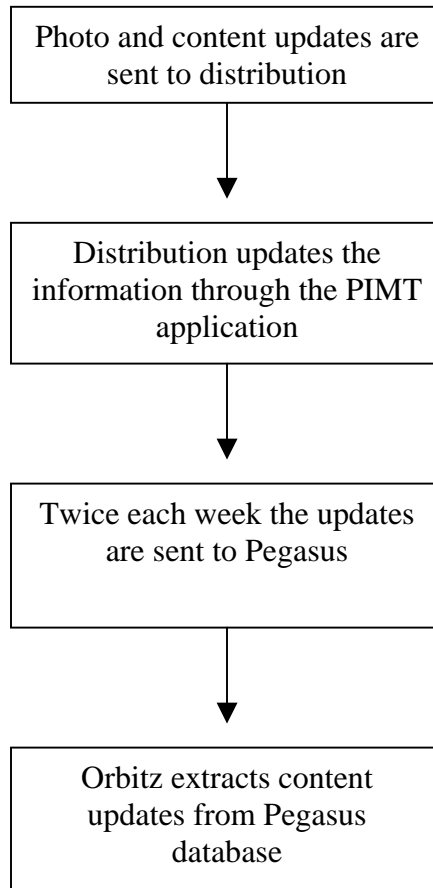 Photo and content updates are
sent to distribution
Distribution updates the
information through the PIMT
application
Twice each week the updates
are sent to Pegasus
Orbitz extracts content
updates from Pegasus
database